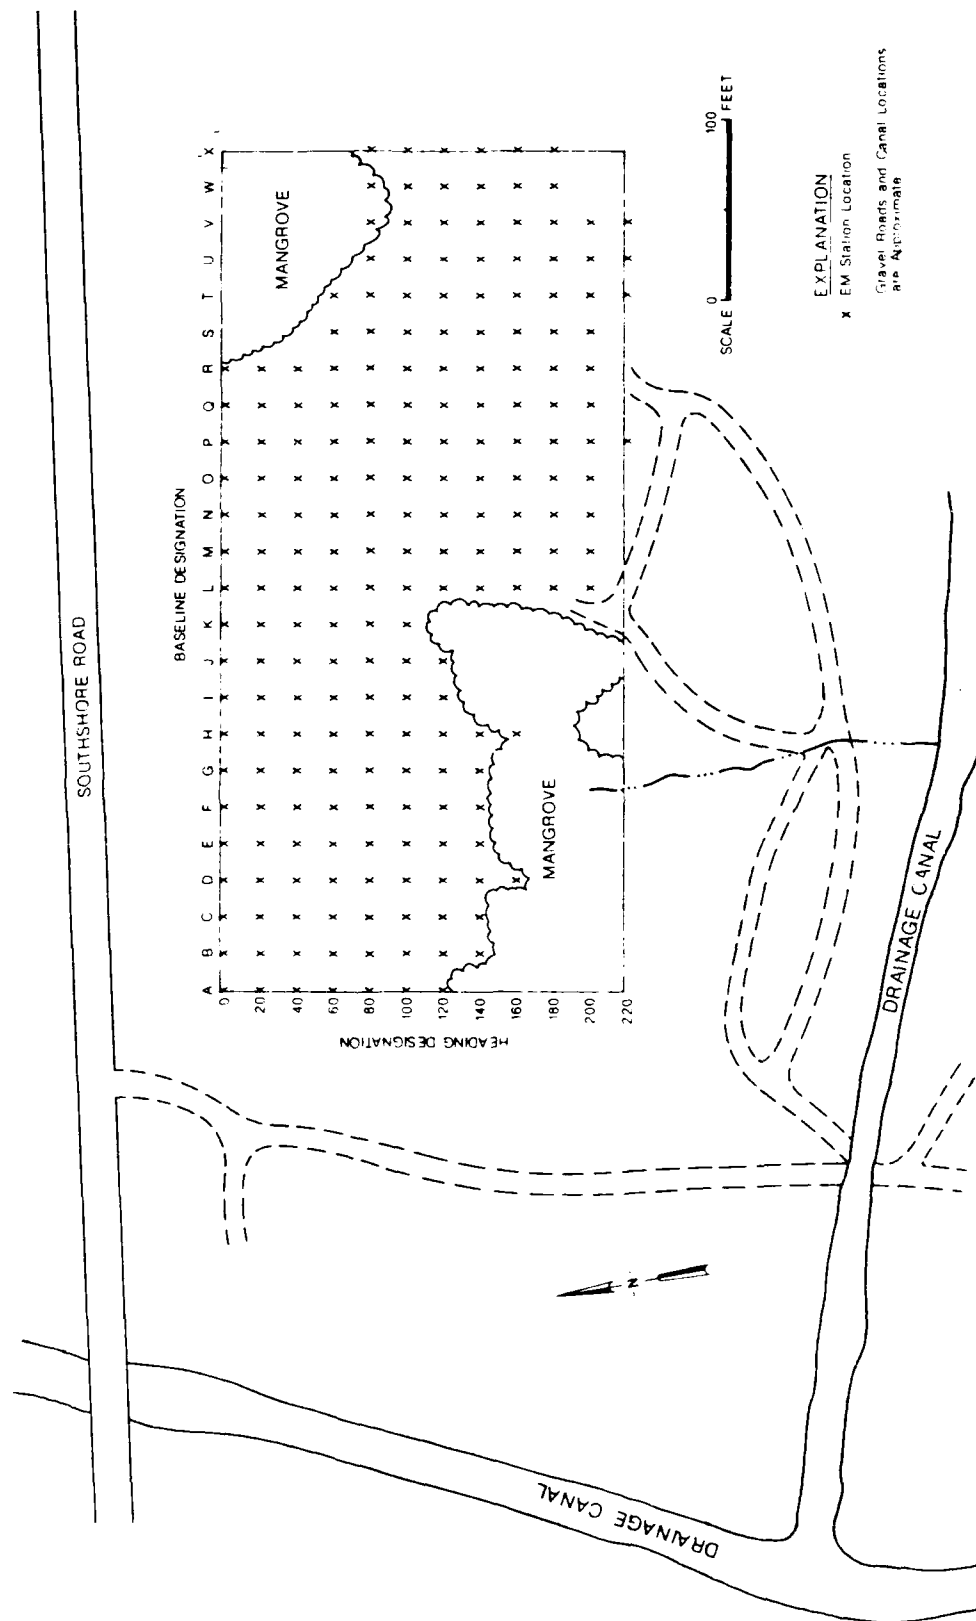 SOUTHSHORE ROAD
BASELINE DESIGNATION
A B C D E F G H I J K L M N O P Q R S T U V W X
HEADING DESIGNATION
0
20
40
60
80
100
120
140
160
180
200
220
MANGROVE
MANGROVE
DRAINAGE CANAL
DRAINAGE CANAL
N
SCALE 0 100 FEET
EXPLANATION
x EM Station Location
Gravel Roads and Canal Locations
are Approximate